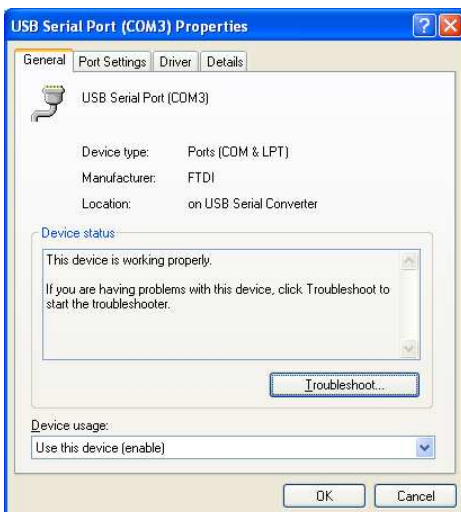 USB Serial Port (COM3) Properties
General Port Settings Driver Details
USB Serial Port (COM3)
Device type: Ports (COM & LPT)
Manufacturer: FTDI
Location: on USB Serial Converter
Device status
This device is working properly.
If you are having problems with this device, click Troubleshoot to
start the troubleshooter.
Troubleshoot...
Device usage:
Use this device (enable)
OK Cancel